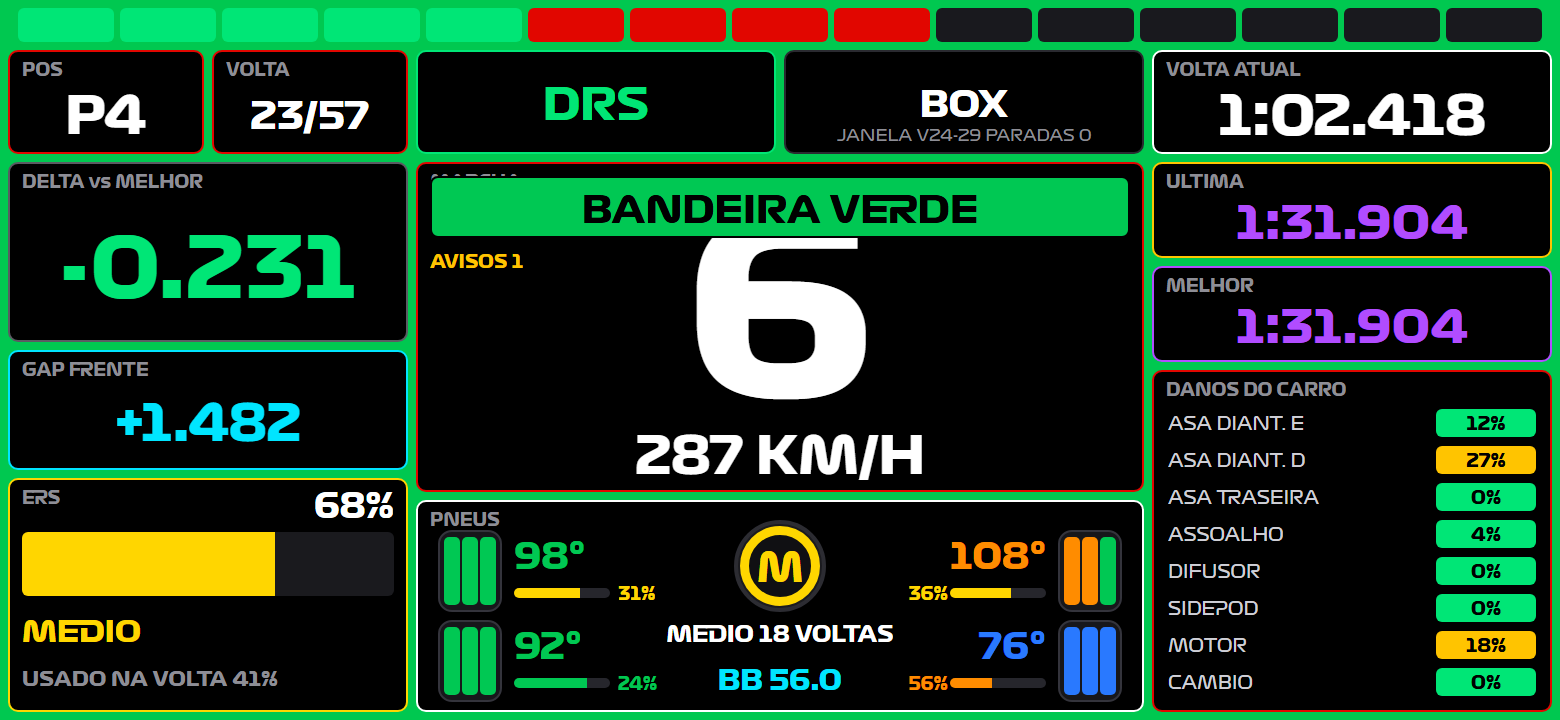 POS
P4
VOLTA
23/57
DRS
BOX
JANELA V24-29 PARADAS 0
VOLTA ATUAL
1:02.418
DELTA vs MELHOR
-0.231
BANDEIRA VERDE
AVISOS 1
6
287 KM/H
ULTIMA
1:31.904
MELHOR
1:31.904
GAP FRENTE
+1.482
ERS
68%
MEDIO
USADO NA VOLTA 41%
PNEUS
98°
31%
M
108°
36%
92°
24%
MEDIO 18 VOLTAS
BB 56.0
76°
56%
DANOS DO CARRO
ASA DIANT. E 12%
ASA DIANT. D 27%
ASA TRASEIRA 0%
ASSOALHO 4%
DIFUSOR 0%
SIDEPOD 0%
MOTOR 18%
CAMBIO 0%